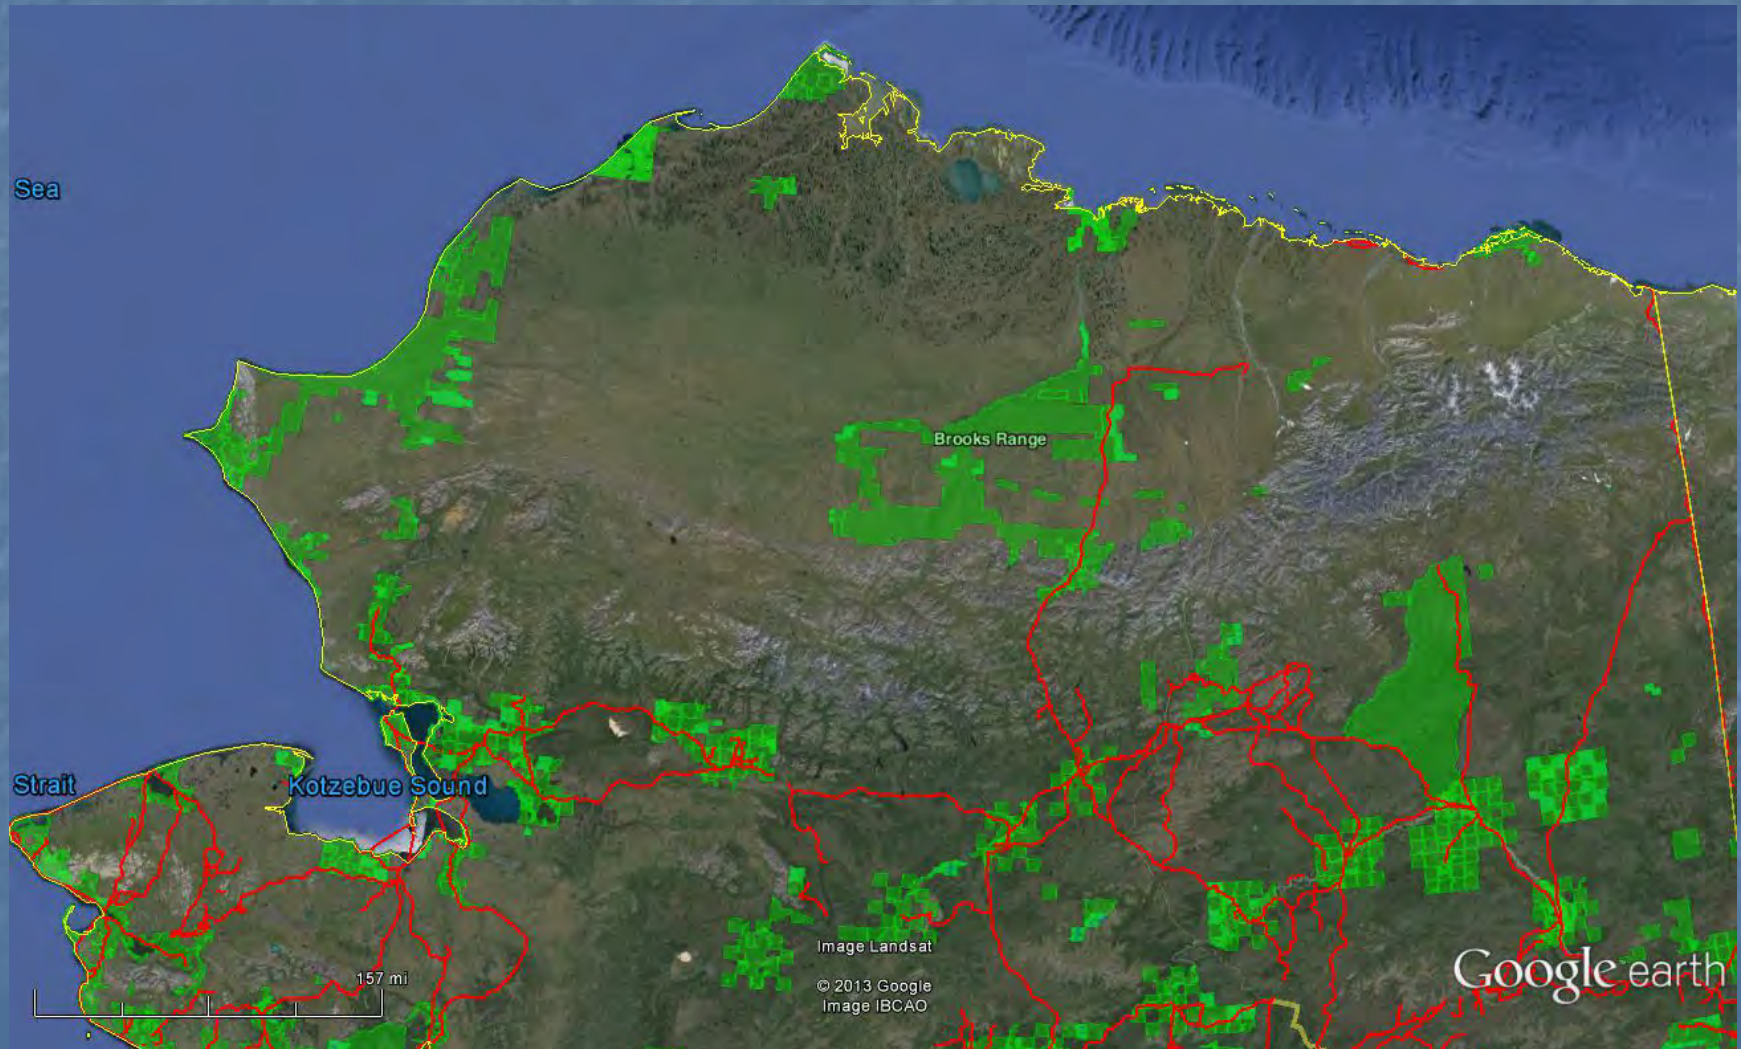 Sea
Brooks Range
Strait
Kotzebue Sound
157 mi
Image Landsat
© 2013 Google
Image IBCAO
Google earth